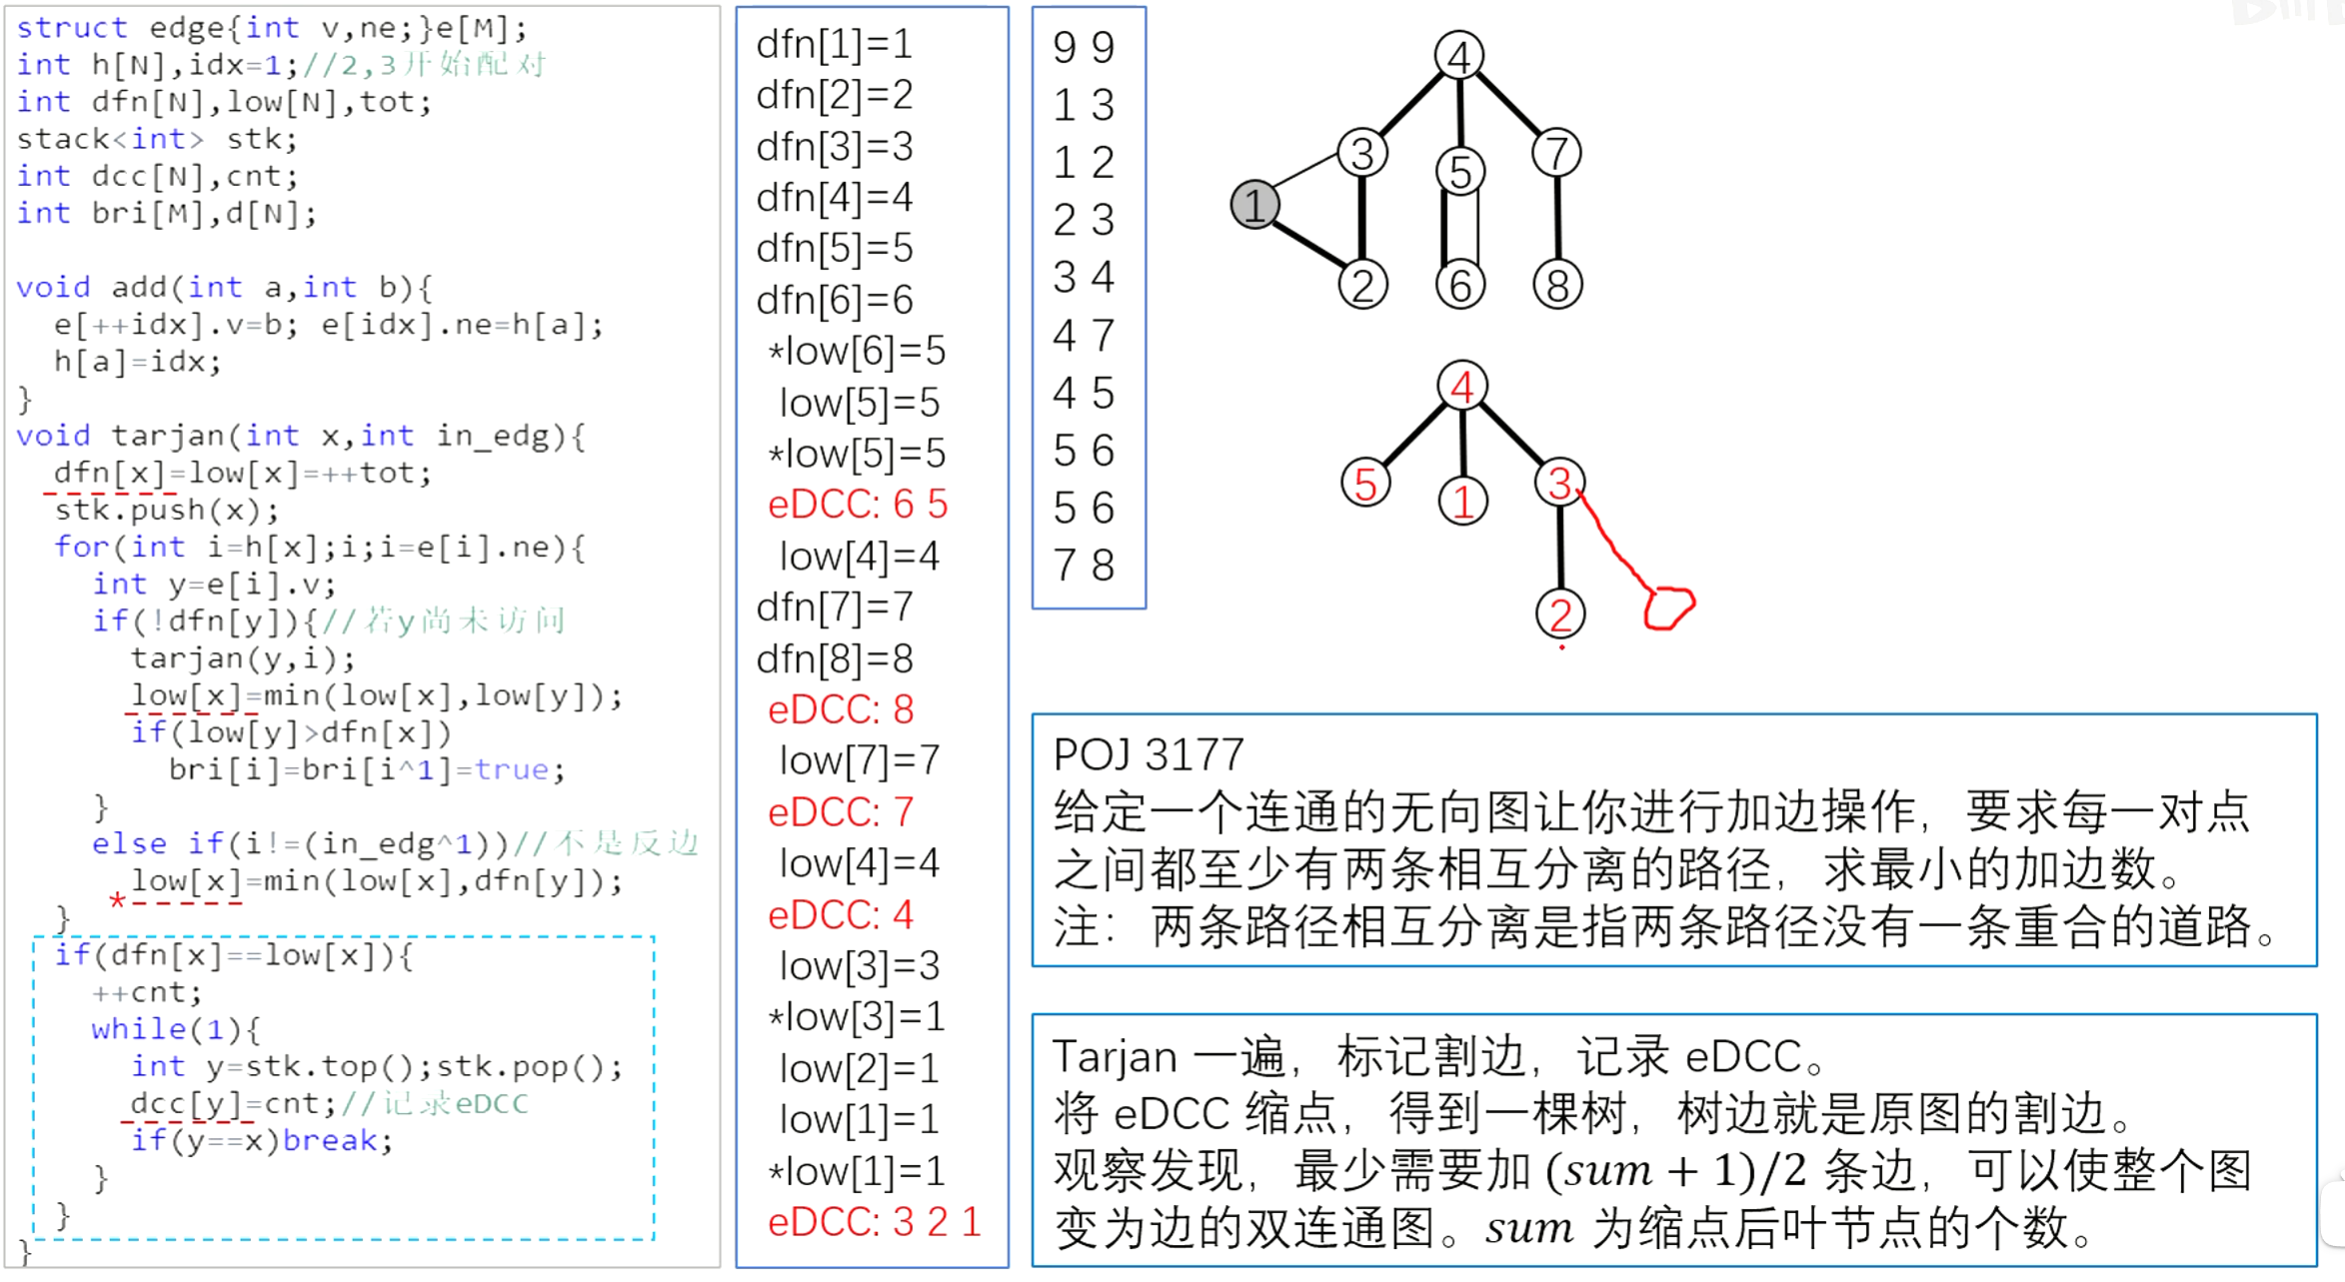 struct edge{int v,ne;}e[M];
int h[N],idx=1;//2,3开始配对
int dfn[N],low[N],tot;
stack<int> stk;
int dcc[N],cnt;
int bri[M],d[N];
void add(int a,int b){
e[++idx].v=b; e[idx].ne=h[a];
h[a]=idx;
}
void tarjan(int x,int in_edg){
dfn[x]=low[x]=++tot;
stk.push(x);
for(int i=h[x];i;i=e[i].ne){
int y=e[i].v;
if(!dfn[y]){//若y尚未访问
tarjan(y,i);
low[x]=min(low[x],low[y]);
if(low[y]>dfn[x])
bri[i]=bri[i^1]=true;
}
else if(i!=(in_edg^1))//不是反边
*low[x]=min(low[x],dfn[y]);
}
if(dfn[x]==low[x]){
++cnt;
while(1){
int y=stk.top();stk.pop();
dcc[y]=cnt;//记录eDCC
if(y==x)break;
}
}
}
dfn[1]=1
dfn[2]=2
dfn[3]=3
dfn[4]=4
dfn[5]=5
dfn[6]=6
*low[6]=5
low[5]=5
*low[5]=5
eDCC: 6 5
low[4]=4
dfn[7]=7
dfn[8]=8
eDCC: 8
low[7]=7
eDCC: 7
low[4]=4
eDCC: 4
low[3]=3
*low[3]=1
low[2]=1
low[1]=1
*low[1]=1
eDCC: 3 2 1
9 9
1 3
1 2
2 3
3 4
4 7
4 5
5 6
5 6
7 8
4
3 5 7
1
2 6 8
4
5 1 3
2
POJ 3177
给定一个连通的无向图让你进行加边操作，要求每一对点
之间都至少有两条相互分离的路径，求最小的加边数。
注：两条路径相互分离是指两条路径没有一条重合的道路。
Tarjan 一遍，标记割边，记录 eDCC。
将 eDCC 缩点，得到一棵树，树边就是原图的割边。
观察发现，最少需要加 (sum + 1)/2 条边，可以使整个图
变为边的双连通图。sum 为缩点后叶节点的个数。